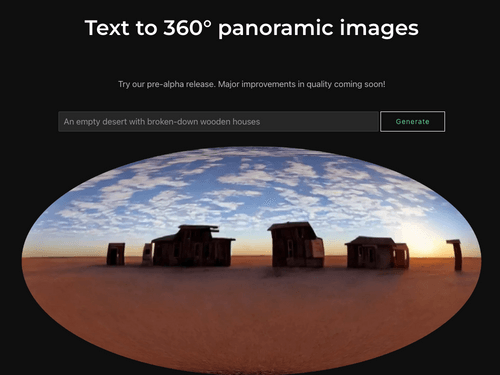 Text to 360° panoramic images
Try our pre-alpha release. Major improvements in quality coming soon!
An empty desert with broken-down wooden houses
Generate